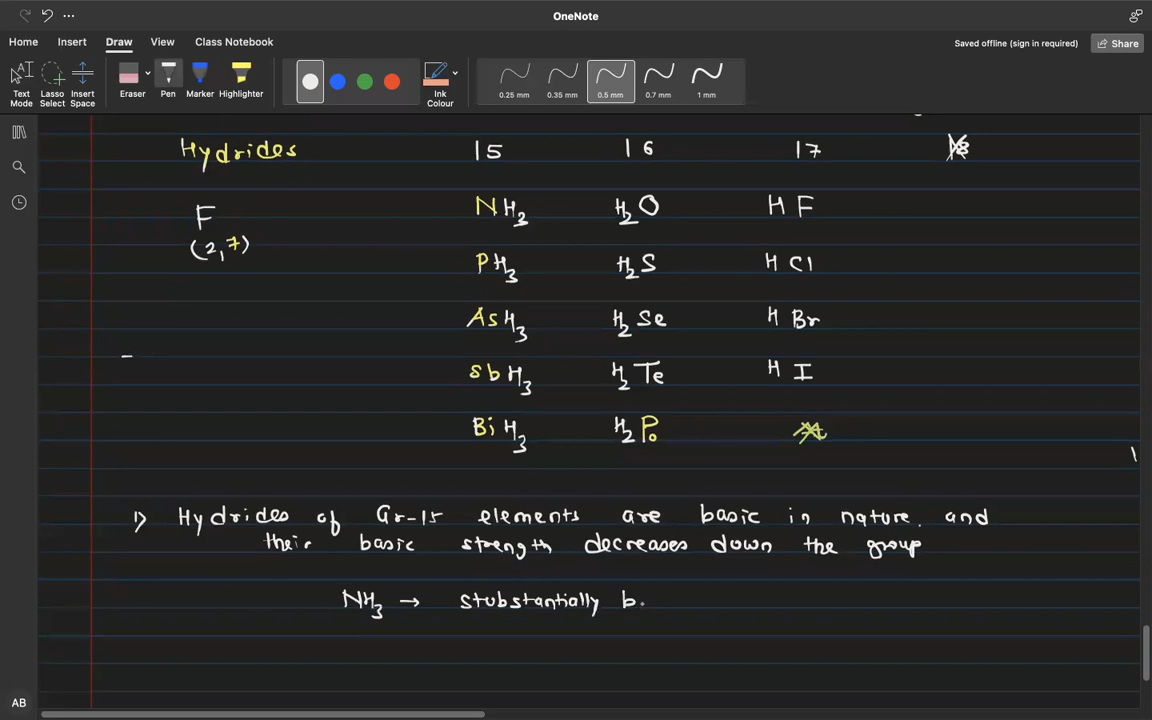 OneNote
Home Insert Draw View Class Notebook
Saved offline (sign in required) Share
Text Mode Lasso Select Insert Space Eraser Pen Marker Highlighter Ink Colour 0.25 mm 0.35 mm 0.5 mm 0.7 mm 1 mm
Hydrides 15 16 17 18
F NH3 H2O HF
(2,7)
PH3 H2S HCl
AsH3 H2Se HBr
SbH3 H2Te HI
BiH3 H2Po
1) Hydrides of Gr-15 elements are basic in nature. and
their basic strength decreases down the group
NH3 → stubstantially b.
AB